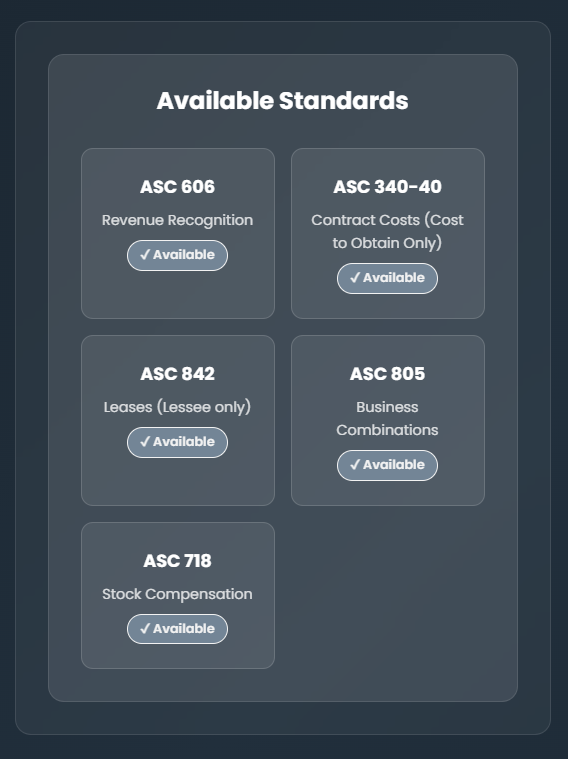 Available Standards
ASC 606
Revenue Recognition
✓ Available
ASC 340-40
Contract Costs (Cost
to Obtain Only)
✓ Available
ASC 842
Leases (Lessee only)
✓ Available
ASC 805
Business
Combinations
✓ Available
ASC 718
Stock Compensation
✓ Available